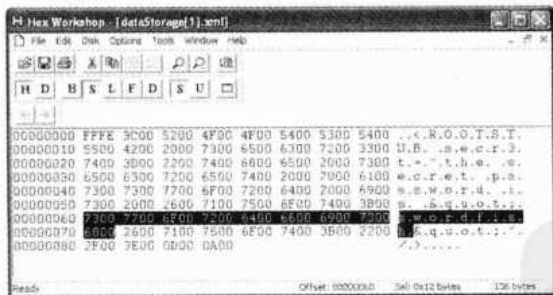 Hex Workshop - [dataStorage[1].xml]
File Edit Disk Options Tools Window Help
H D B S L F D S U
00000000 FFFE 3C00 5200 4F00 4F00 5400 5300 5400 ..<.R.O.O.T.S.T.
00000010 5500 4200 2000 7300 6500 6300 7200 3300 U.B. .s.e.c.r.3.
00000020 7400 3D00 2200 7400 6800 6500 2000 7300 t.=.".t.h.e. .s.
00000030 6500 6300 7200 6500 7400 2000 7000 6100 e.c.r.e.t. .p.a.
00000040 7300 7300 7700 6F00 7200 6400 2000 6900 s.s.w.o.r.d. .i.
00000050 7300 2000 2600 7100 7500 6F00 7400 3B00 s. .&.q.u.o.t.;.
00000060 7300 7700 6F00 7200 6400 6600 6900 7300 s.w.o.r.d.f.i.s.
00000070 6800 2600 7100 7500 6F00 7400 3B00 2200 h.&.q.u.o.t.;.".
00000080 2F00 3E00 0D00 0A00 /.>.....
Ready Offset: 00000060 Sel: 0x12 bytes 136 bytes